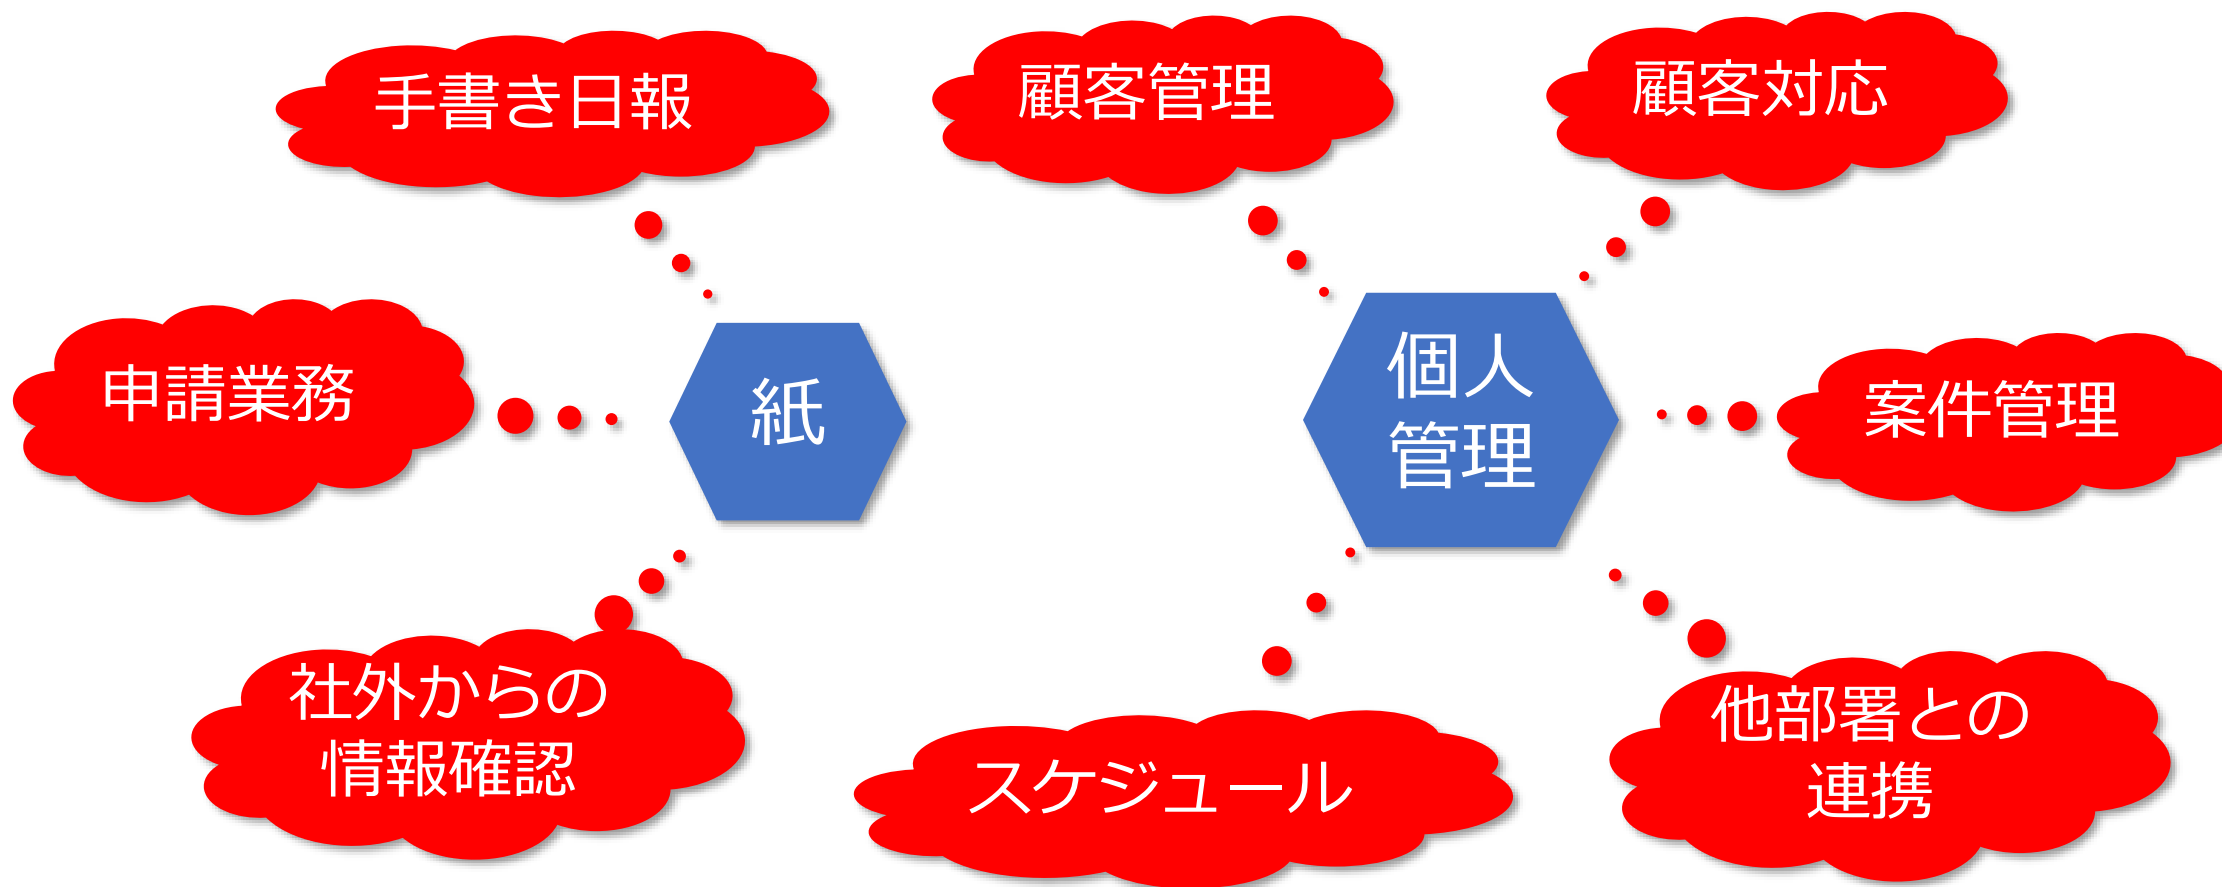 手書き日報
顧客管理
顧客対応
申請業務
紙
個人
管理
案件管理
社外からの
情報確認
スケジュール
他部署との
連携